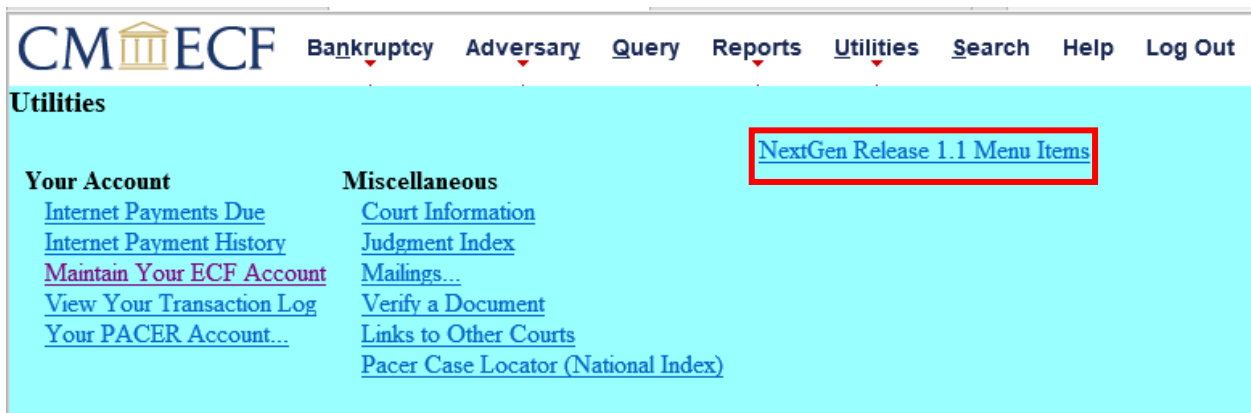 CM ECF Bankruptcy Adversary Query Reports Utilities Search Help Log Out
Utilities
NextGen Release 1.1 Menu Items
Your Account
Internet Payments Due
Internet Payment History
Maintain Your ECF Account
View Your Transaction Log
Your PACER Account...
Miscellaneous
Court Information
Judgment Index
Mailings...
Verify a Document
Links to Other Courts
Pacer Case Locator (National Index)